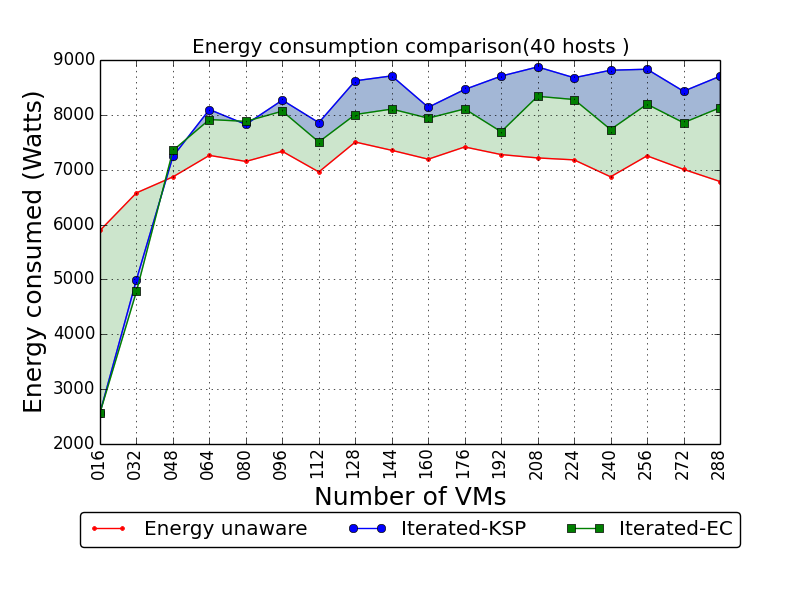 Energy consumption comparison(40 hosts )
Energy consumed (Watts)
9000
8000
7000
6000
5000
4000
3000
2000
016 032 048 064 080 096 112 128 144 160 176 192 208 224 240 256 272 288
Number of VMs
Energy unaware Iterated-KSP Iterated-EC